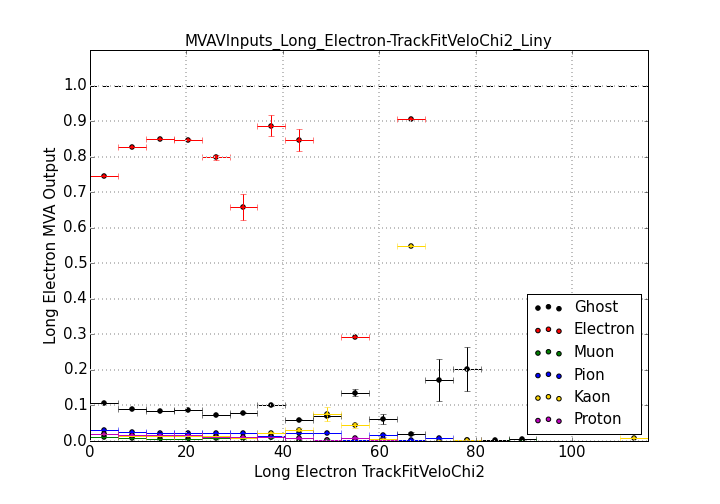 MVAVInputs_Long_Electron-TrackFitVeloChi2_Liny
Long Electron MVA Output
1.0
0.9
0.8
0.7
0.6
0.5
0.4
0.3
0.2
0.1
0.0
0 20 40 60 80 100
Long Electron TrackFitVeloChi2
Ghost
Electron
Muon
Pion
Kaon
Proton